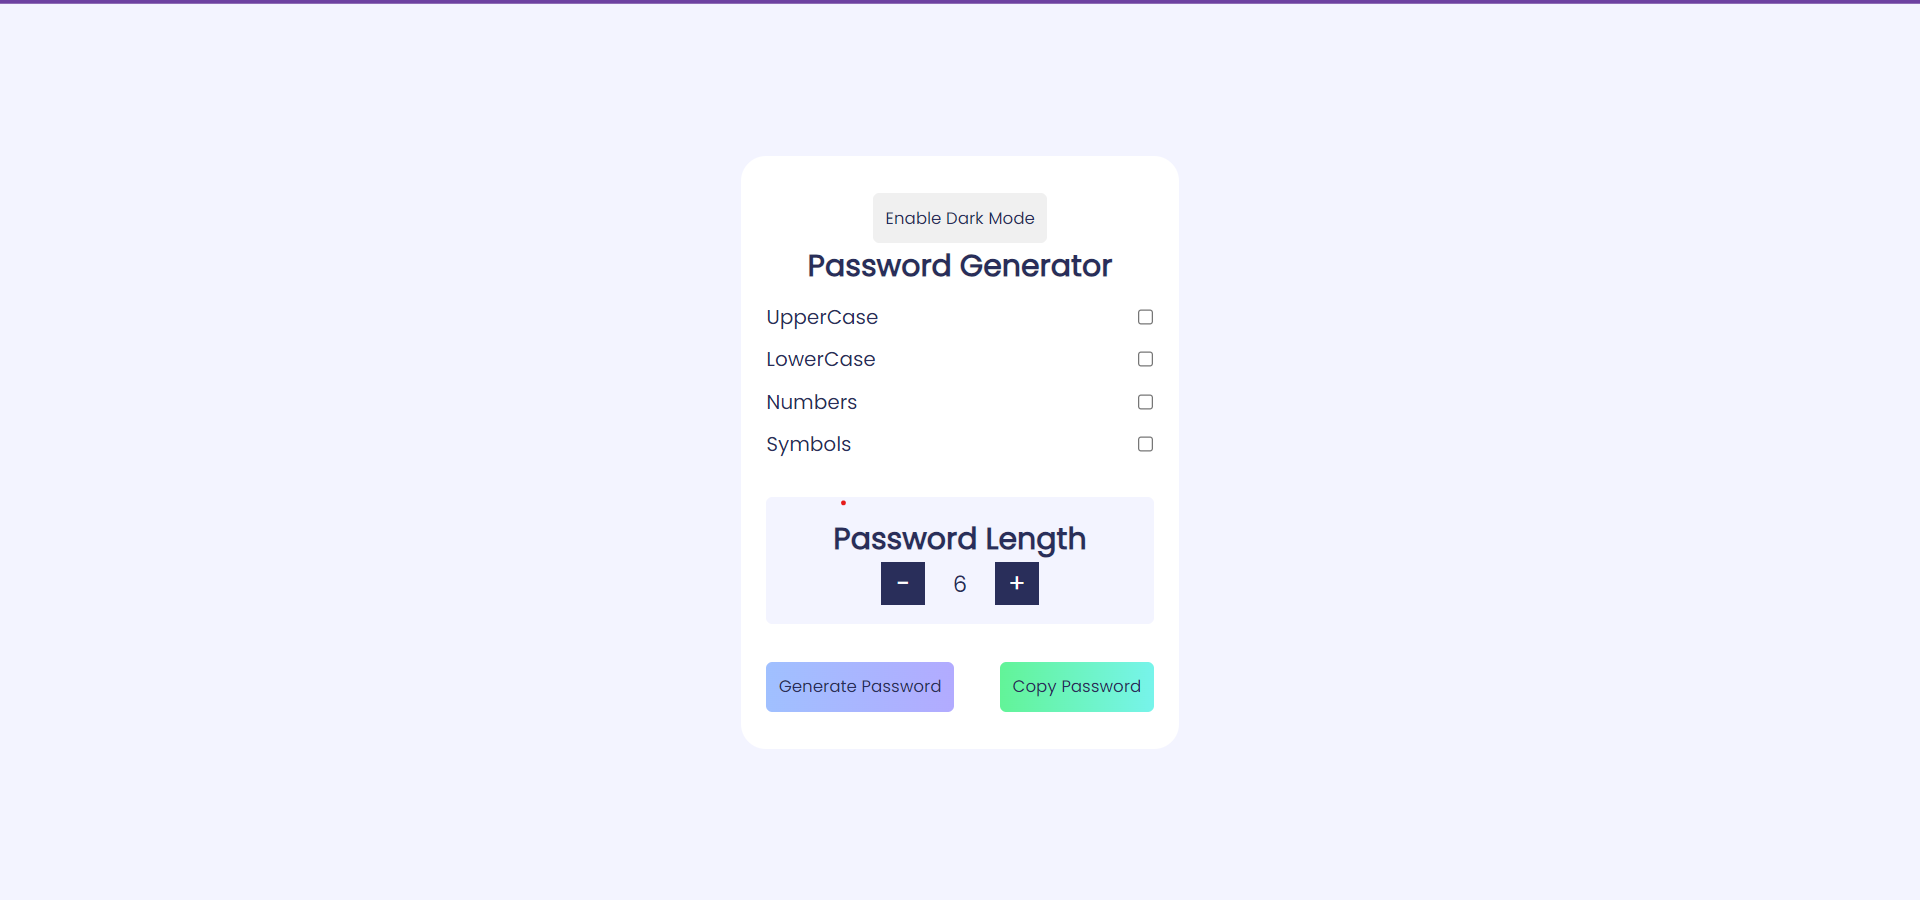 Enable Dark Mode
Password Generator
UpperCase
LowerCase
Numbers
Symbols
Password Length
- 6 +
Generate Password Copy Password